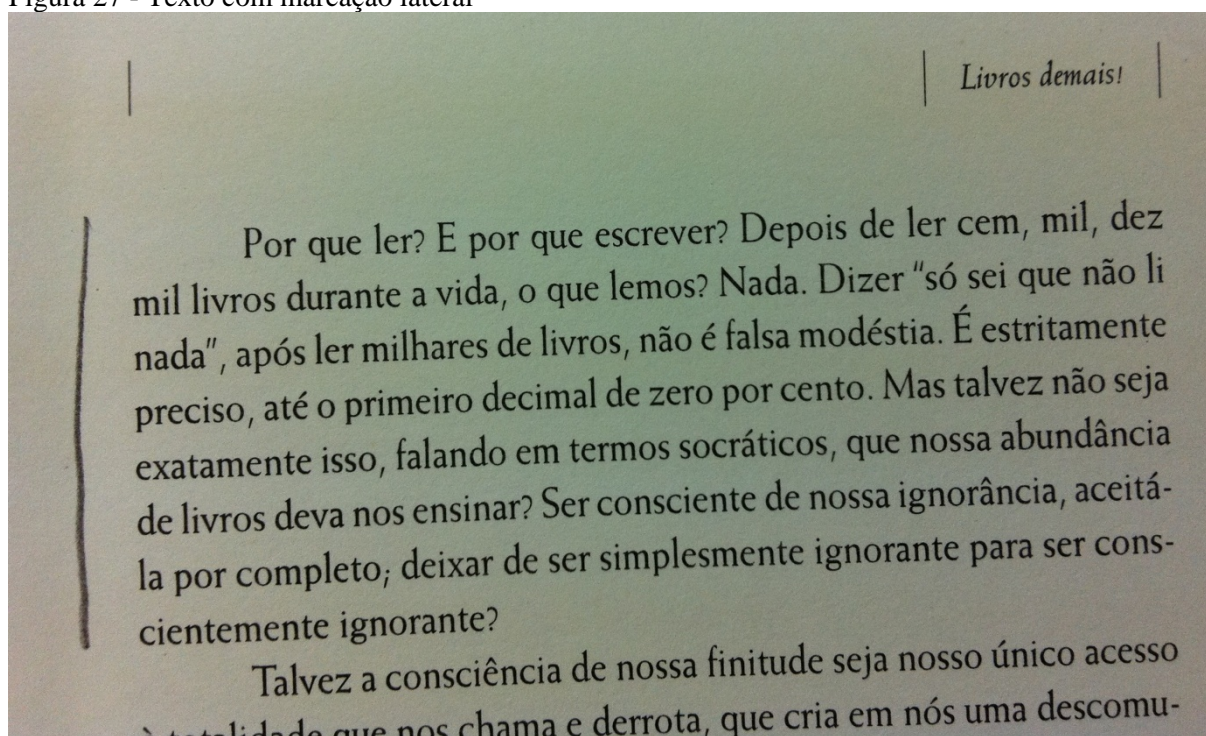 Figura 27 - Texto com marcação lateral
Livros demais!
Por que ler? E por que escrever? Depois de ler cem, mil, dez
mil livros durante a vida, o que lemos? Nada. Dizer "só sei que não li
nada", após ler milhares de livros, não é falsa modéstia. É estritamente
preciso, até o primeiro decimal de zero por cento. Mas talvez não seja
exatamente isso, falando em termos socráticos, que nossa abundância
de livros deva nos ensinar? Ser consciente de nossa ignorância, aceitá-
la por completo; deixar de ser simplesmente ignorante para ser cons-
cientemente ignorante?
Talvez a consciência de nossa finitude seja nosso único acesso
à totalidade que nos chama e derrota, que cria em nós uma descomu-